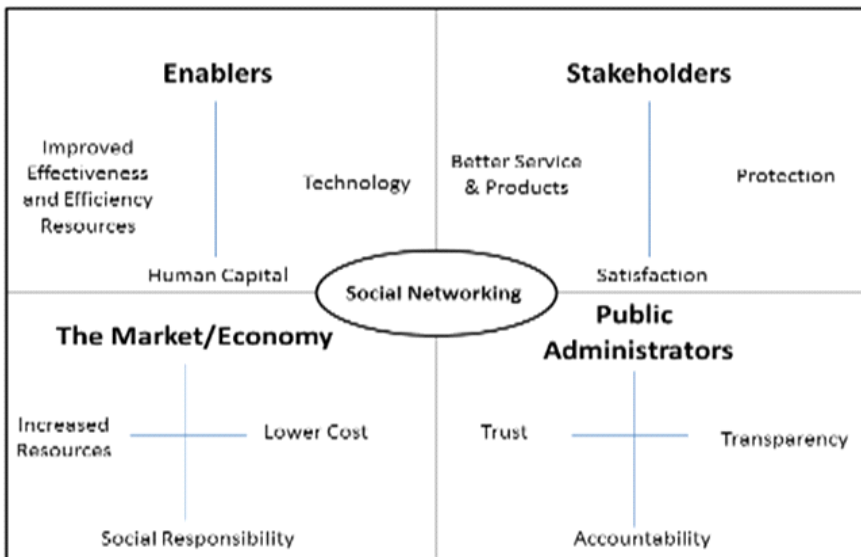 Enablers
Improved
Effectiveness
and Efficiency
Resources
Technology
Human Capital
Stakeholders
Better Service
& Products
Protection
Satisfaction
Social Networking
The Market/Economy
Increased
Resources
Lower Cost
Social Responsibility
Public
Administrators
Trust
Transparency
Accountability